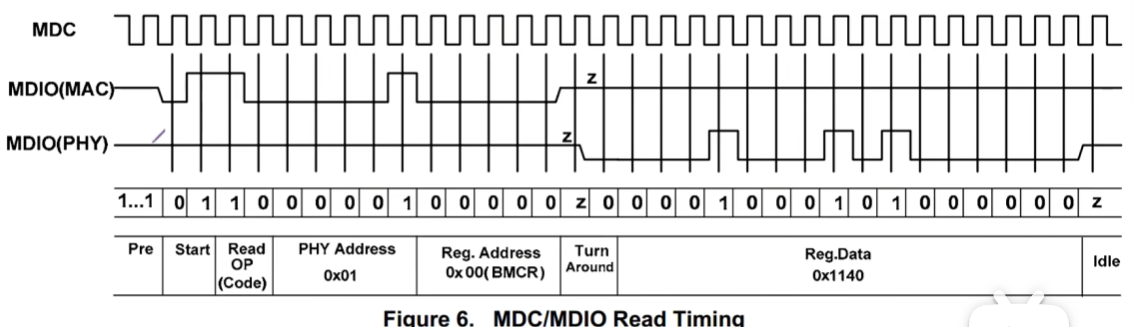 MDC
MDIO(MAC) z
MDIO(PHY) z
1...1 0 1 1 0 0 0 0 0 1 0 0 0 0 0 z 0 0 0 0 1 0 0 0 1 0 1 0 0 0 0 0 0 z
Pre Start Read OP (Code) PHY Address 0x01 Reg. Address 0x00(BMCR) Turn Around Reg.Data 0x1140 Idle
Figure 6. MDC/MDIO Read Timing